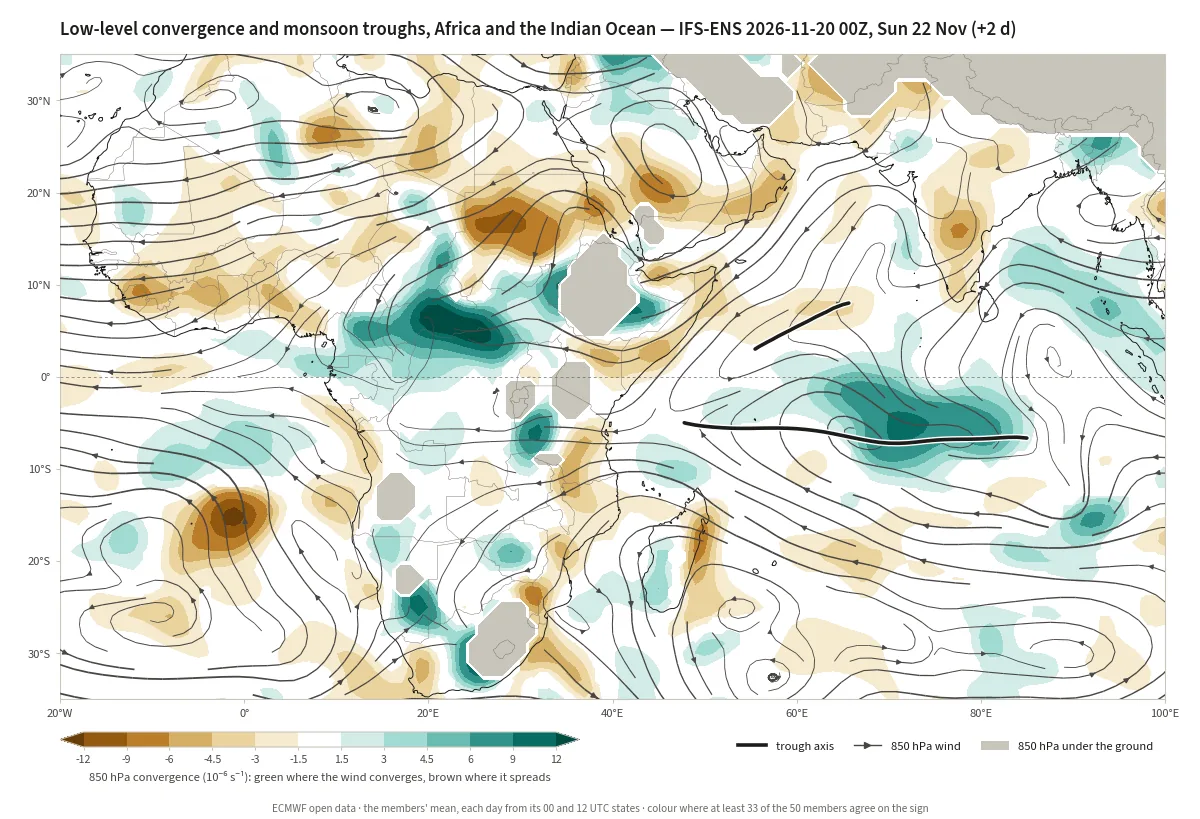 Low-level convergence and monsoon troughs, Africa and the Indian Ocean — IFS-ENS 2026-11-20 00Z, Sun 22 Nov (+2 d)
30°N
20°N
10°N
0°
10°S
20°S
30°S
20°W 0° 20°E 40°E 60°E 80°E 100°E
-12 -9 -6 -4.5 -3 -1.5 1.5 3 4.5 6 9 12
850 hPa convergence (10⁻⁶ s⁻¹): green where the wind converges, brown where it spreads
trough axis 850 hPa wind 850 hPa under the ground
ECMWF open data · the members' mean, each day from its 00 and 12 UTC states · colour where at least 33 of the 50 members agree on the sign